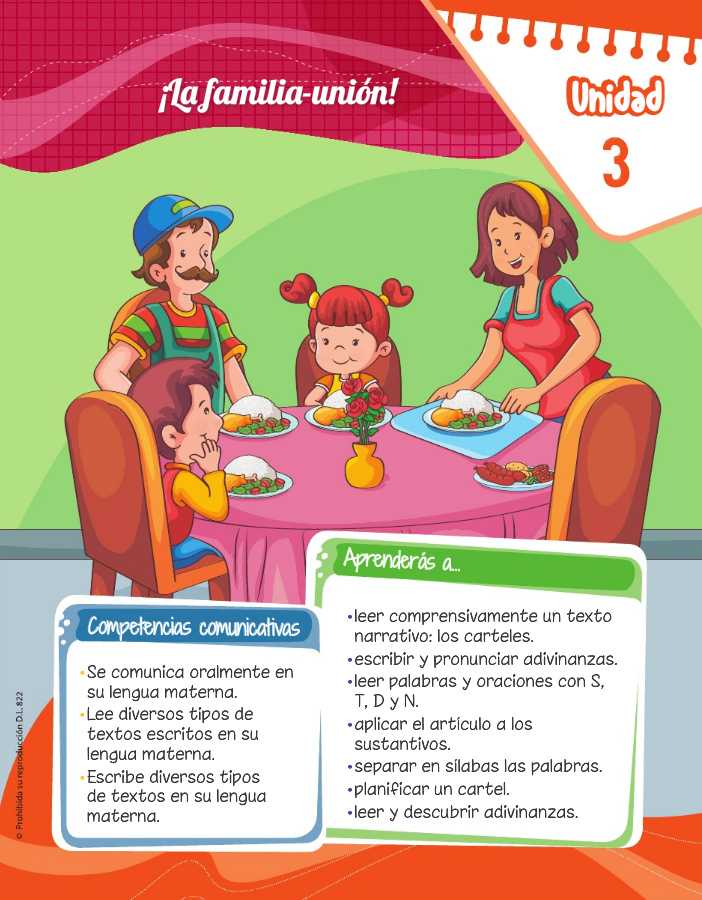 ¡La familia-unión!
Unidad
3
Aprenderás a...
•leer comprensivamente un texto
narrativo: los carteles.
•escribir y pronunciar adivinanzas.
•leer palabras y oraciones con S,
T, D y N.
•aplicar el artículo a los
sustantivos.
•separar en sílabas las palabras.
•planificar un cartel.
•leer y descubrir adivinanzas.
Competencias comunicativas
•Se comunica oralmente en
su lengua materna.
•Lee diversos tipos de
textos escritos en su
lengua materna.
•Escribe diversos tipos
de textos en su lengua
materna.
© Prohibida su reproducción D.L.822